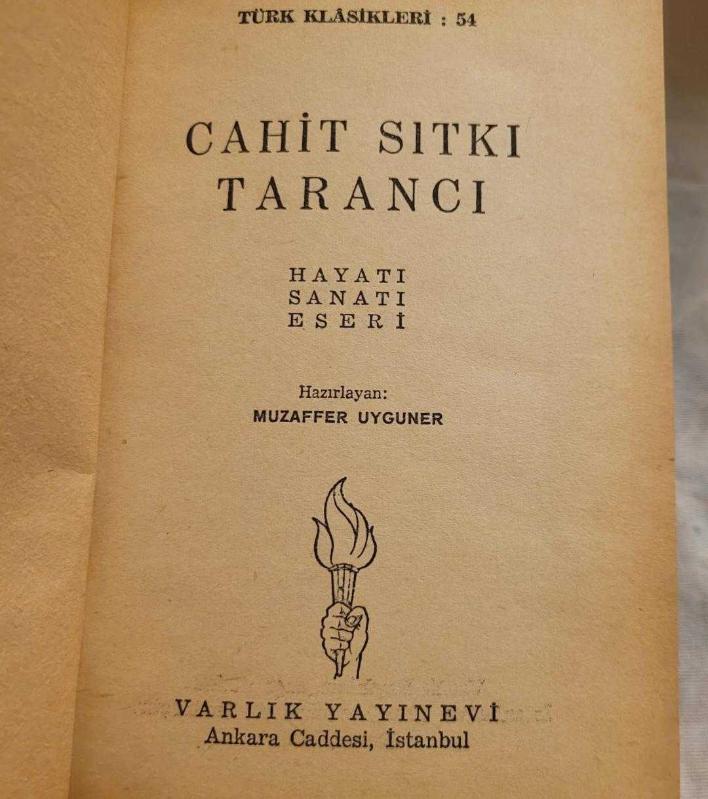 TÜRK KLÂSİKLERİ : 54
CAHİT SITKI
TARANCI
HAYATI
SANATI
ESERİ
Hazırlayan:
MUZAFFER UYGUNER
VARLIK YAYINEVİ
Ankara Caddesi, İstanbul